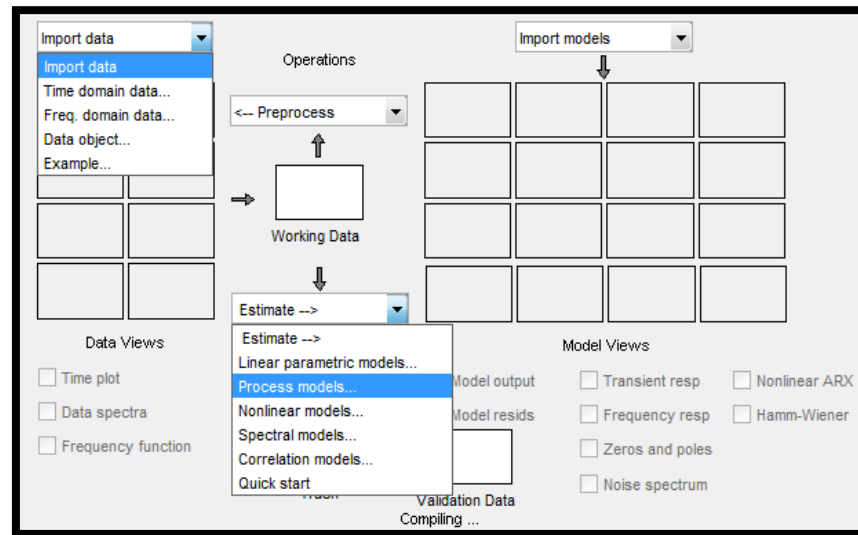 Import data
Import data
Time domain data...
Freq. domain data...
Data object...
Example...
Operations
<-- Preprocess
Working Data
Import models
Estimate -->
Estimate -->
Linear parametric models...
Process models...
Nonlinear models...
Spectral models...
Correlation models...
Quick start
Data Views
Time plot
Data spectra
Frequency function
Model Views
Model output
Transient resp
Nonlinear ARX
Model resids
Frequency resp
Hamm-Wiener
Zeros and poles
Noise spectrum
Validation Data
Compiling ...